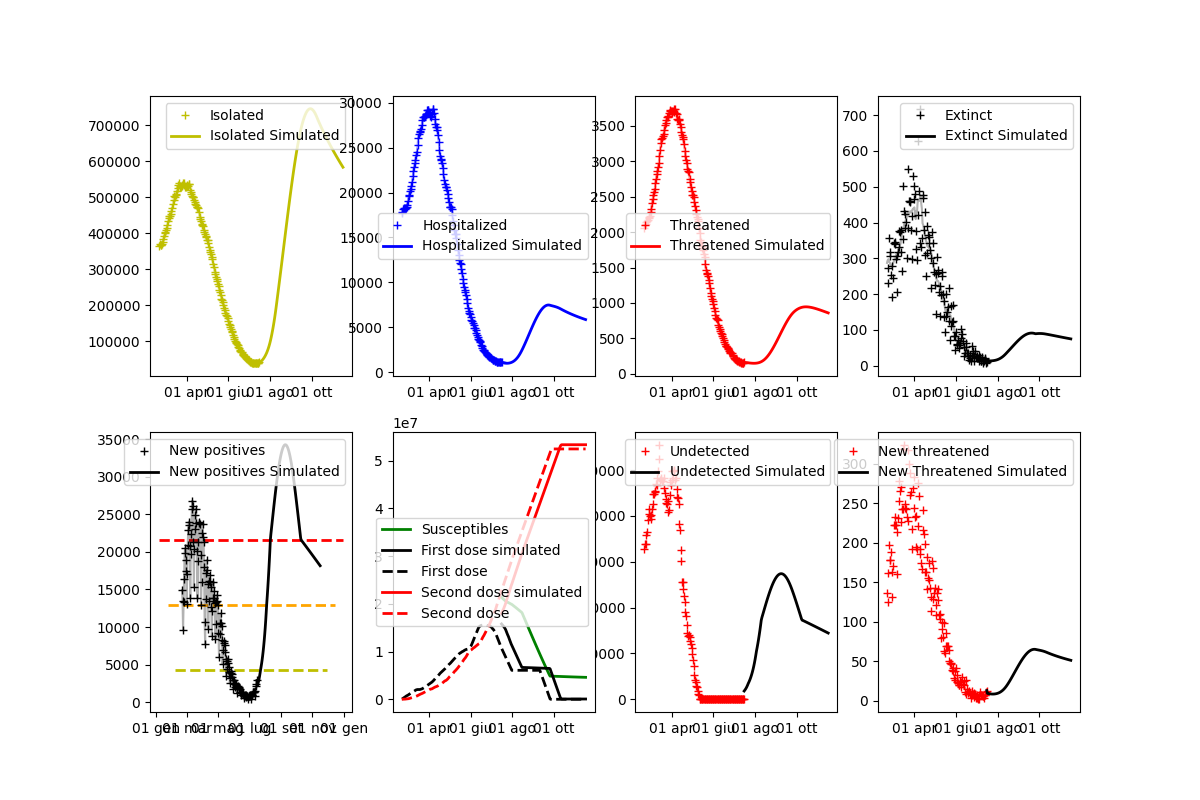 Isolated
Isolated Simulated
700000
600000
500000
400000
300000
200000
100000
01 apr 01 giu 01 ago 01 ott
Hospitalized
Hospitalized Simulated
30000
25000
20000
15000
10000
5000
0
01 apr 01 giu 01 ago 01 ott
Threatened
Threatened Simulated
3500
3000
2500
2000
1500
1000
500
0
01 apr 01 giu 01 ago 01 ott
Extinct
Extinct Simulated
700
600
500
400
300
200
100
0
01 apr 01 giu 01 ago 01 ott
New positives
New positives Simulated
35000
30000
25000
20000
15000
10000
5000
0
01 gen 01 mar 01 mag 01 lug 01 set 01 nov 01 gen
1e7
Susceptibles
First dose simulated
First dose
Second dose simulated
Second dose
5
4
3
2
1
0
01 apr 01 giu 01 ago 01 ott
Undetected
Undetected Simulated
0
01 apr 01 giu 01 ago 01 ott
New threatened
New Threatened Simulated
300
250
200
150
100
50
0
01 apr 01 giu 01 ago 01 ott